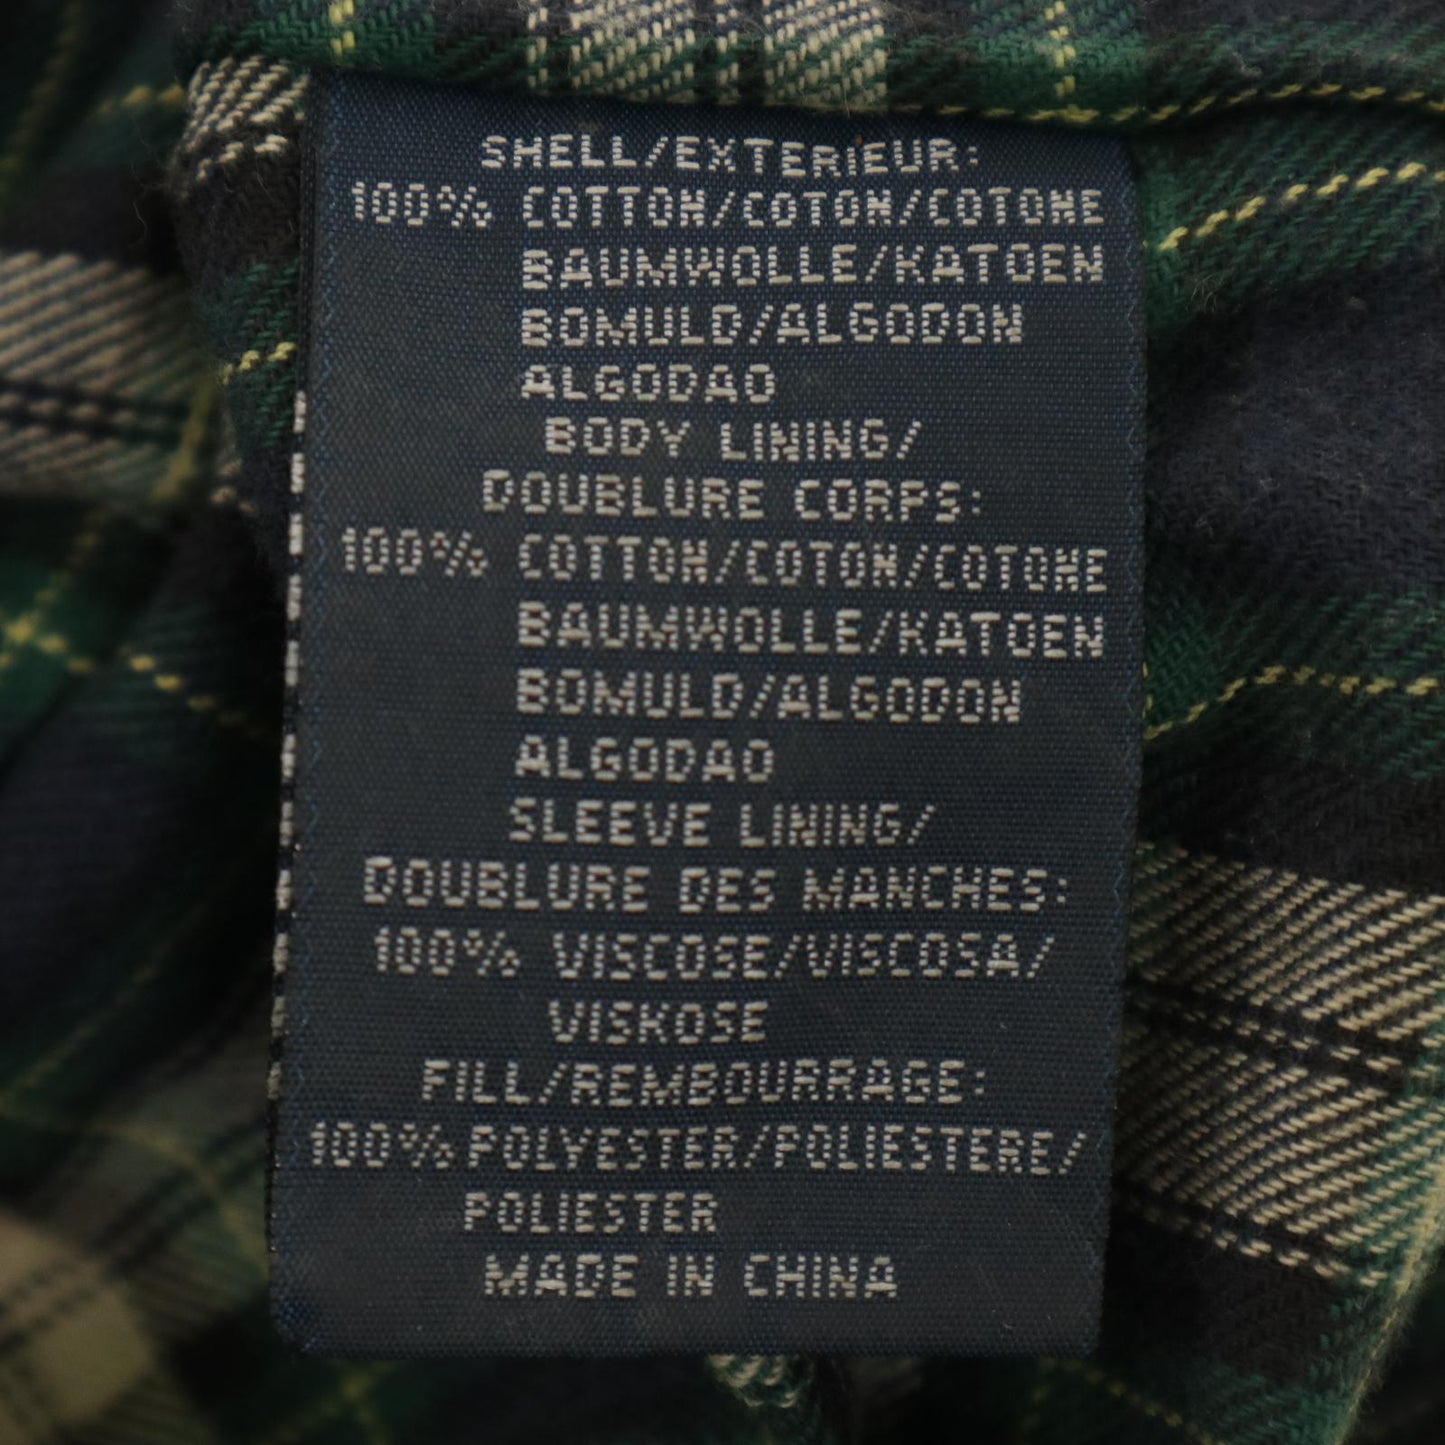 SHELL/EXTERIEUR:
100% COTTON/COTON/COTONE
BAUMWOLLE/KATOEN
BOMULD/ALGODON
ALGODAO
BODY LINING/
DOUBLURE CORPS:
100% COTTON/COTON/COTONE
BAUMWOLLE/KATOEN
BOMULD/ALGODON
ALGODAO
SLEEVE LINING/
DOUBLURE DES MANCHES:
100% VISCOSE/VISCOSA/
VISKOSE
FILL/REMBOURRAGE:
100% POLYESTER/POLIESTERE/
POLIESTER
MADE IN CHINA